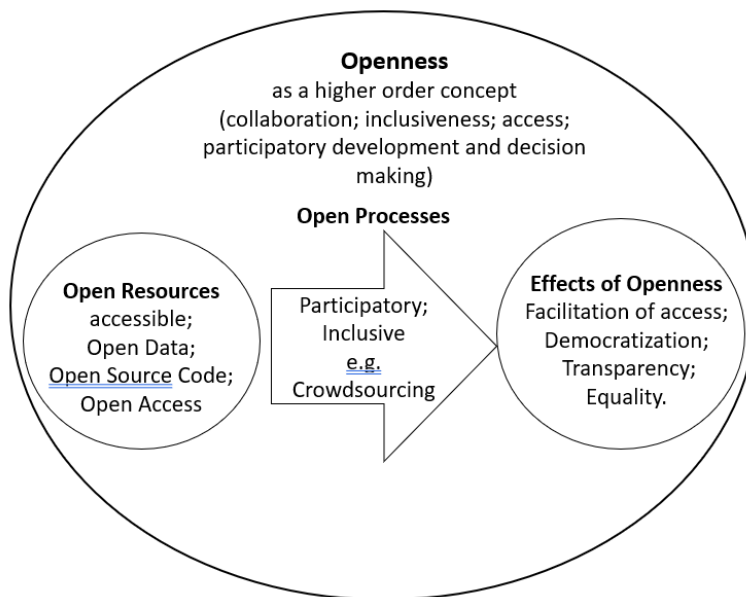 Openness
as a higher order concept
(collaboration; inclusiveness; access;
participatory development and decision
making)
Open Processes
Open Resources
accessible;
Open Data;
Open Source Code;
Open Access
Participatory;
Inclusive
e.g.
Crowdsourcing
Effects of Openness
Facilitation of access;
Democratization;
Transparency;
Equality.